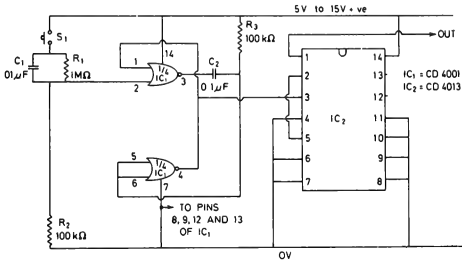 5V to 15V + ve
S1
C1
01µF
R1
1MΩ
R2
100kΩ
1
2
14
1/4
IC1
3
C2
0 1µF
R3
100kΩ
5
6
1/4
IC1
4
7
TO PINS
8, 9, 12 AND 13
OF IC1
0V
OUT
1
2
3
4
5
6
7
IC2
14
13
12
11
10
9
8
IC1 = CD 4001
IC2 = CD 4013